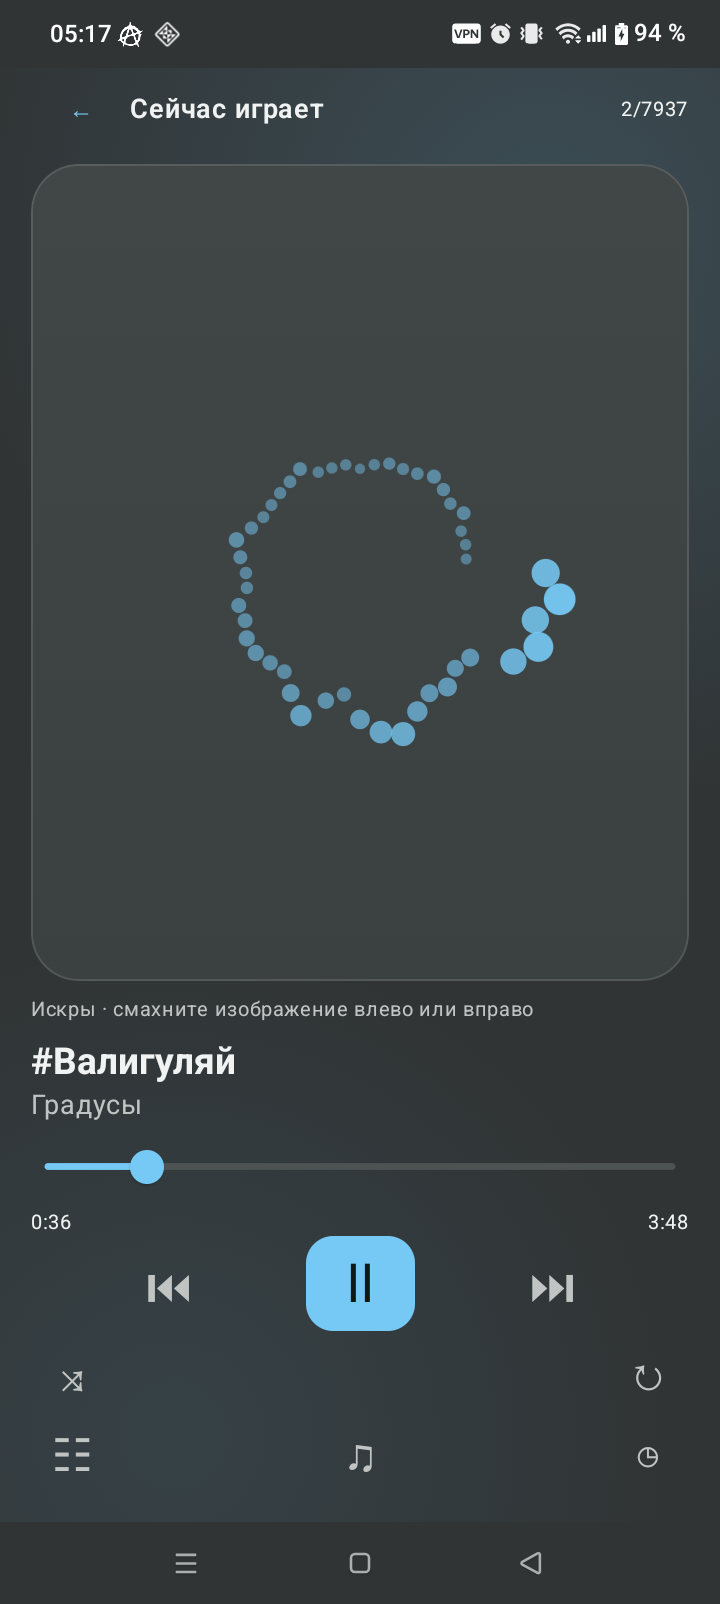 05:17 VPN 94 %
← Сейчас играет 2/7937
Искры · смахните изображение влево или вправо
#Валигуляй
Градусы
0:36 3:48